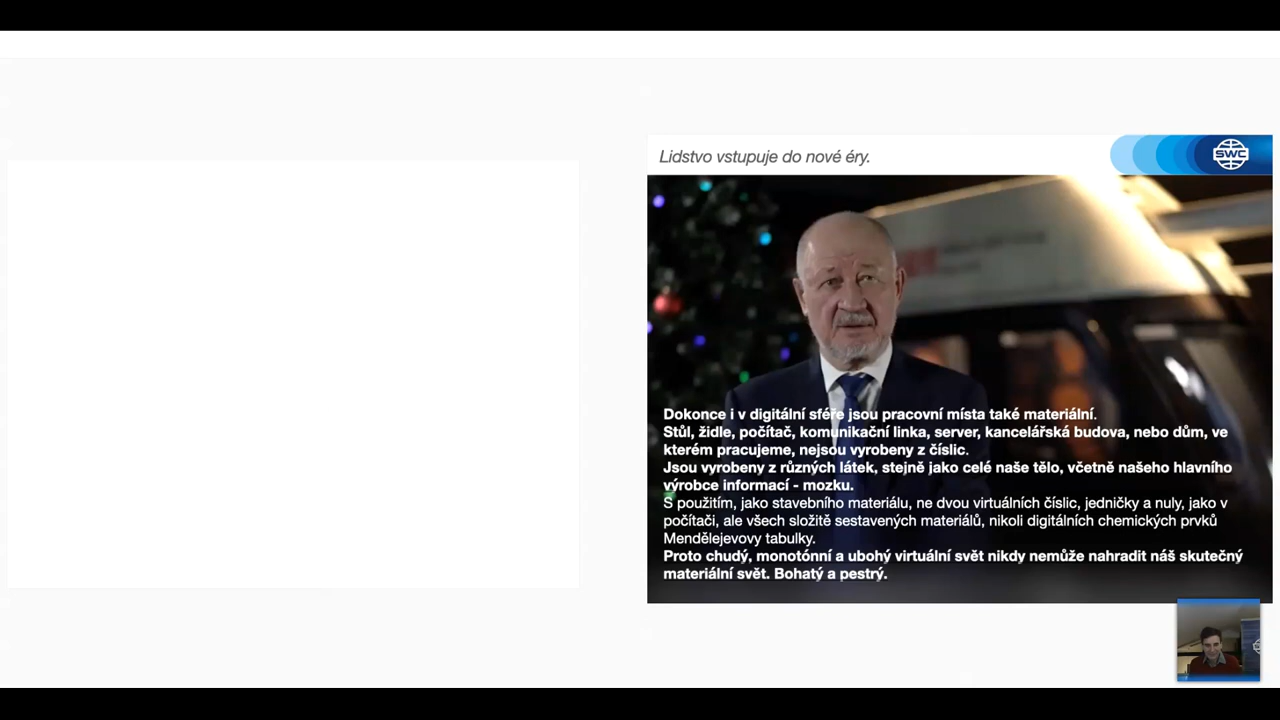 Lidstvo vstupuje do nové éry.
SWC
Dokonce i v digitální sféře jsou pracovní místa také materiální.
Stůl, židle, počítač, komunikační linka, server, kancelářská budova, nebo dům, ve
kterém pracujeme, nejsou vyrobeny z číslic.
Jsou vyrobeny z různých látek, stejně jako celé naše tělo, včetně našeho hlavního
výrobce informací - mozku.
S použitím, jako stavebního materiálu, ne dvou virtuálních číslic, jedničky a nuly, jako v
počítači, ale všech složitě sestavených materiálů, nikoli digitálních chemických prvků
Mendělejevovy tabulky.
Proto chudý, monotónní a ubohý virtuální svět nikdy nemůže nahradit náš skutečný
materiální svět. Bohatý a pestrý.